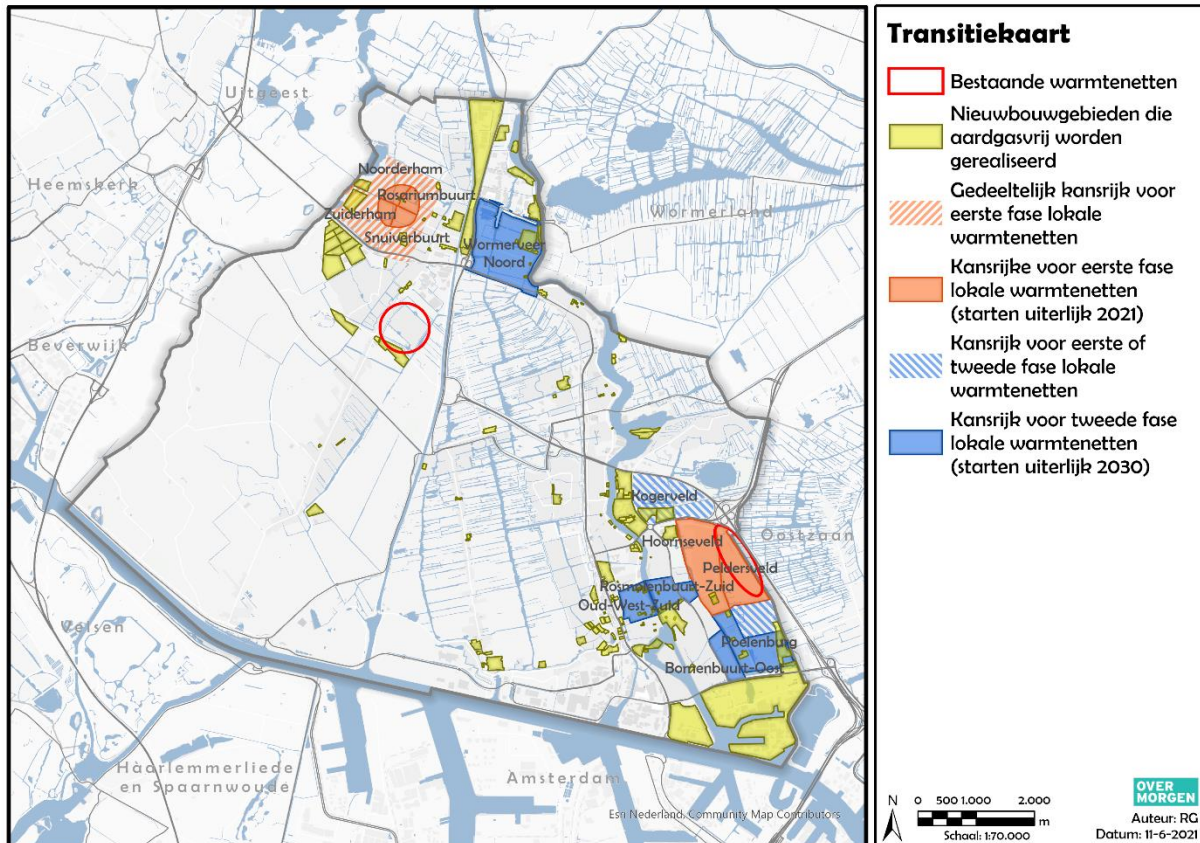 Uitgeest
Heemskerk
Noorderham
Rosariumbuurt
Zuiderham
Snuiverbuurt
Wormerveer
Noord
Wormerland
Beverwijk
Kogerveld
Hoornseveld
Oostzaan
Peldersveld
Rosmolenbuurt-Zuid
Oud-West-Zuid
Velsen
Poelenburg
Bomenbuurt-Oost
Haarlemmerliede
en Spaarnwoude
Amsterdam
Esri Nederland, Community Map Contributors
Transitiekaart
Bestaande warmtenetten
Nieuwbouwgebieden die
aardgasvrij worden
gerealiseerd
Gedeeltelijk kansrijk voor
eerste fase lokale
warmtenetten
Kansrijke voor eerste fase
lokale warmtenetten
(starten uiterlijk 2021)
Kansrijk voor eerste of
tweede fase lokale
warmtenetten
Kansrijk voor tweede fase
lokale warmtenetten
(starten uiterlijk 2030)
N
0 500 1.000 2.000
m
Schaal: 1:70.000
OVER
MORGEN
Auteur: RG
Datum: 11-6-2021